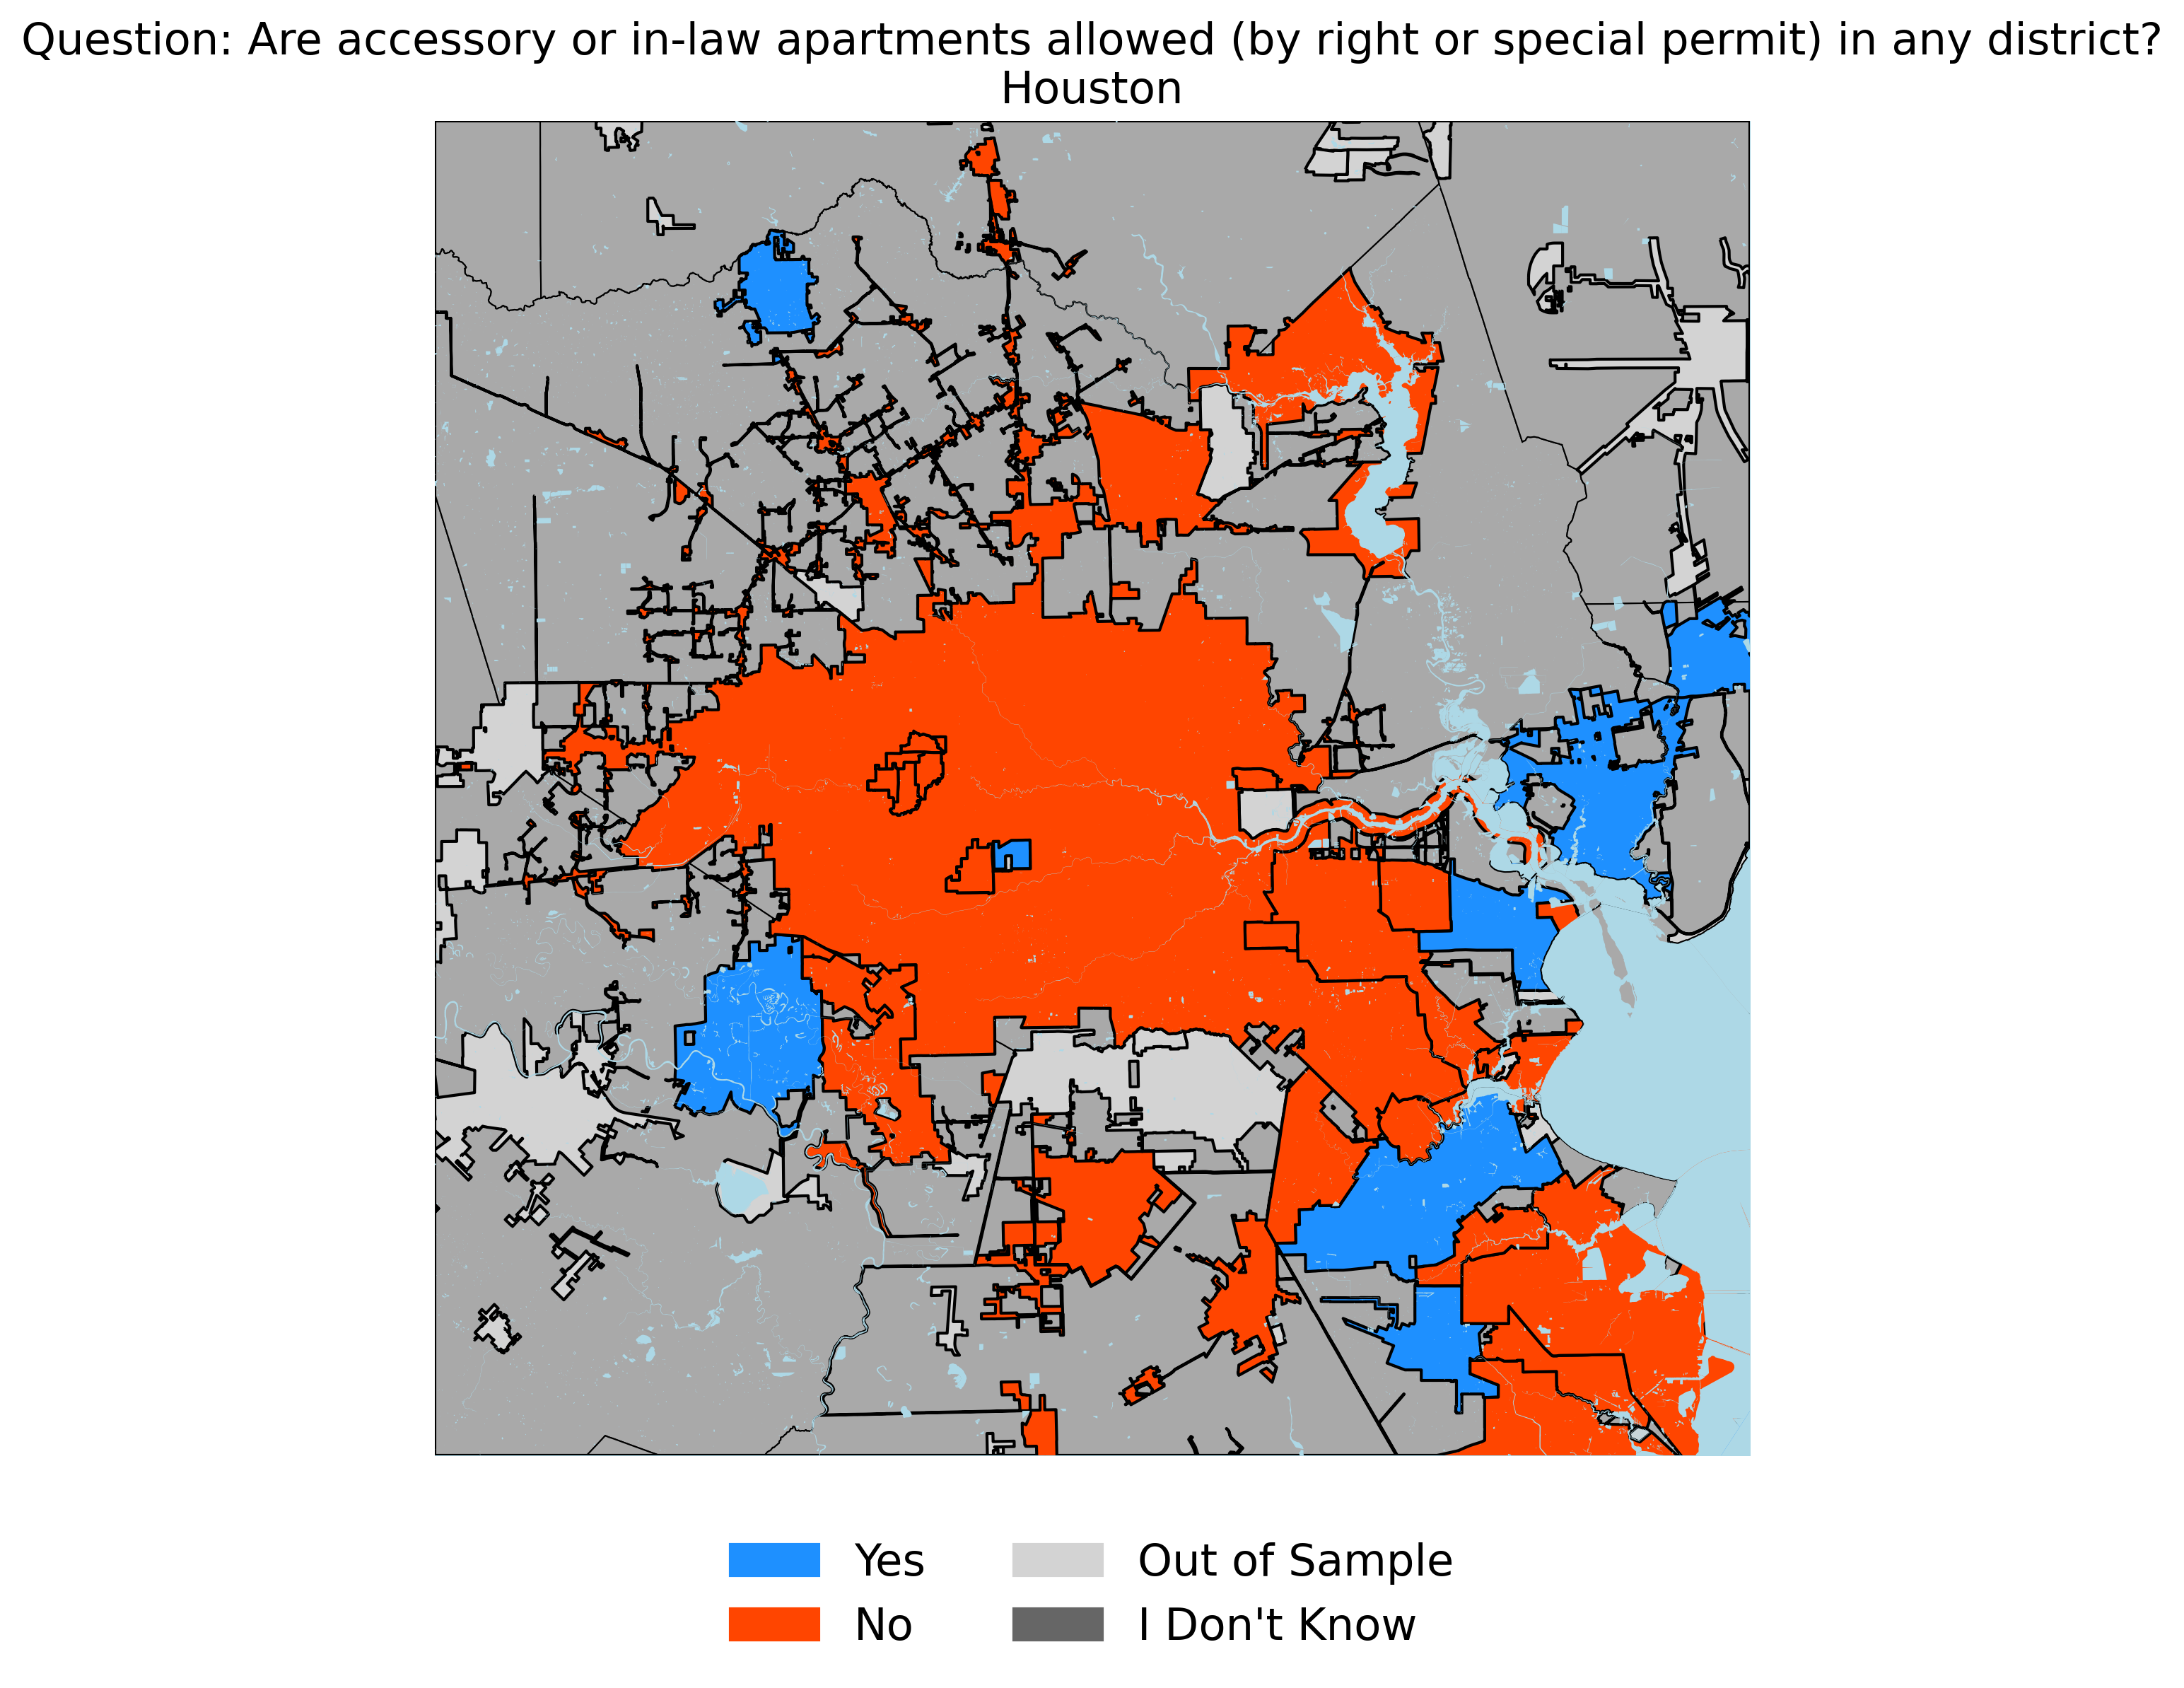 Question: Are accessory or in-law apartments allowed (by right or special permit) in any district?
Houston
Yes
No
Out of Sample
I Don't Know